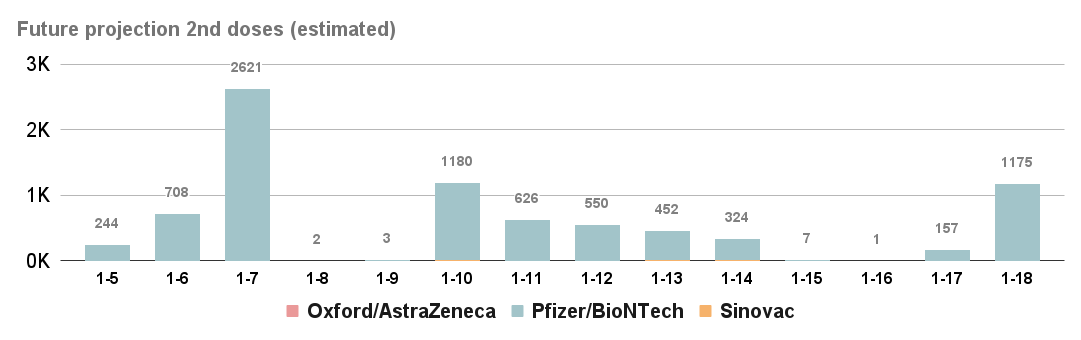 Future projection 2nd doses (estimated)
3K
2621
2K
1180
1175
708
1K
626
550
452
324
244
157
2
3
7
1
0K
1-5 1-6 1-7 1-8 1-9 1-10 1-11 1-12 1-13 1-14 1-15 1-16 1-17 1-18
Oxford/AstraZeneca Pfizer/BioNTech Sinovac